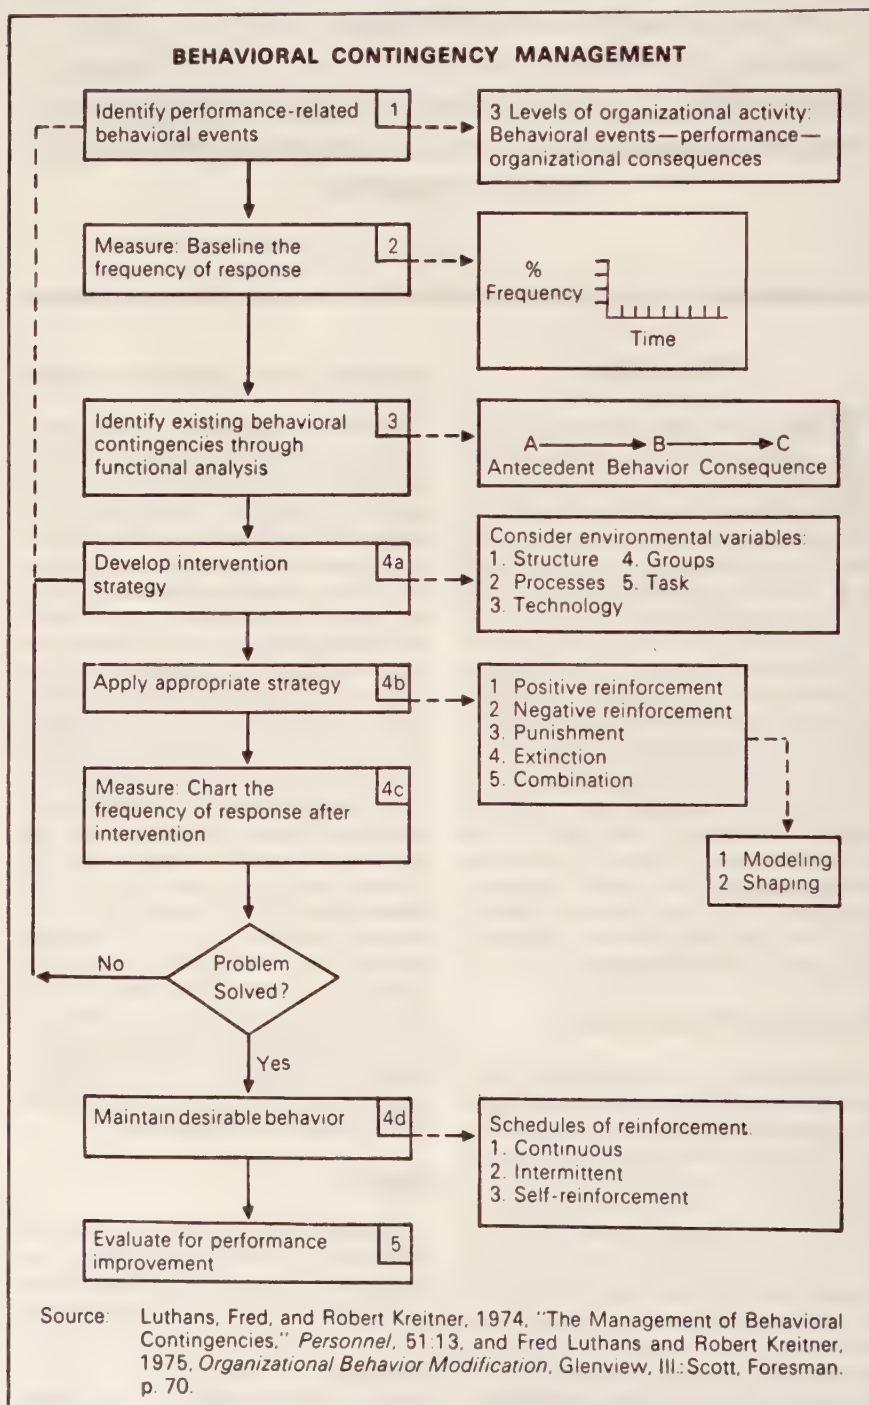 BEHAVIORAL CONTINGENCY MANAGEMENT
Identify performance-related
behavioral events
1
3 Levels of organizational activity:
Behavioral events—performance—
organizational consequences
Measure: Baseline the
frequency of response
2
%
Frequency
Time
Identify existing behavioral
contingencies through
functional analysis
3
A B C
Antecedent Behavior Consequence
Develop intervention
strategy
4a
Consider environmental variables:
1. Structure 4. Groups
2 Processes 5. Task
3. Technology
Apply appropriate strategy
4b
1 Positive reinforcement
2 Negative reinforcement
3. Punishment
4. Extinction
5. Combination
Measure: Chart the
frequency of response after
intervention
4c
1 Modeling
2 Shaping
No
Problem
Solved?
Yes
Maintain desirable behavior
4d
Schedules of reinforcement.
1. Continuous
2. Intermittent
3. Self-reinforcement
Evaluate for performance
improvement
5
Source: Luthans, Fred, and Robert Kreitner, 1974, "The Management of Behavioral
Contingencies," Personnel, 51:13, and Fred Luthans and Robert Kreitner,
1975, Organizational Behavior Modification, Glenview, Ill.: Scott, Foresman.
p. 70.